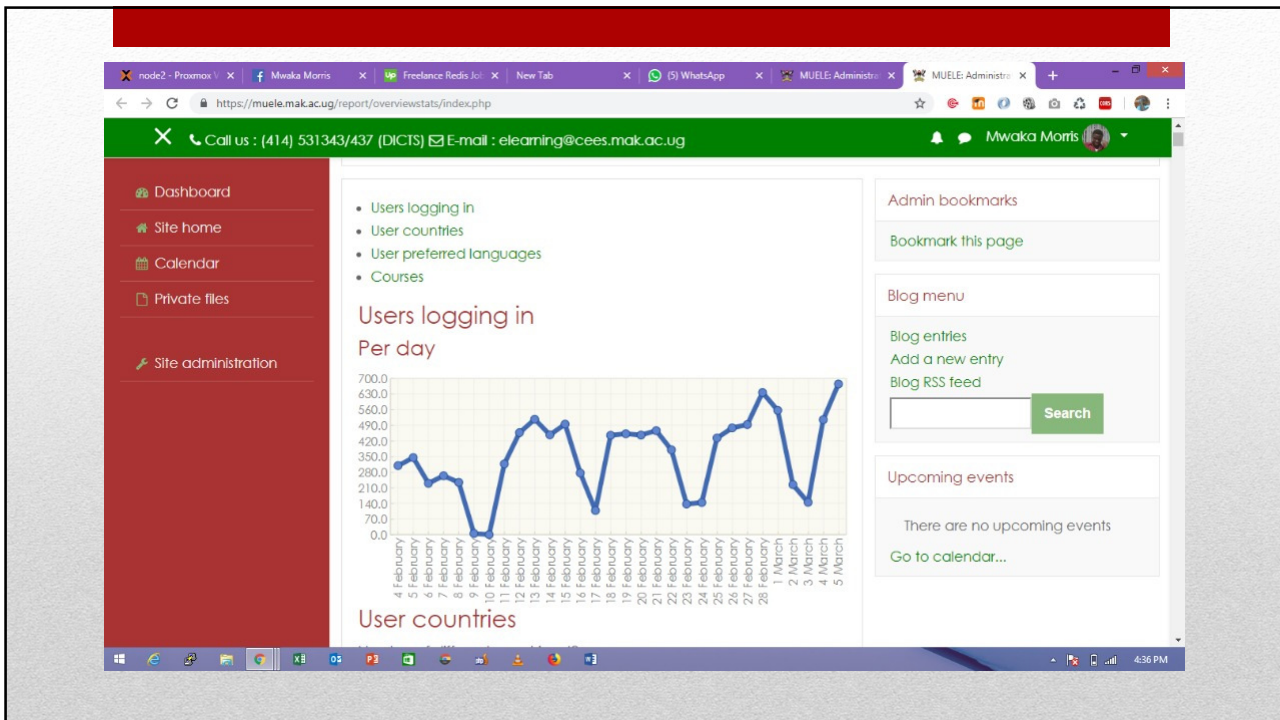 node2 - Proxmox V
Mwaka Morris
Freelance Redis Jol
New Tab
(5) WhatsApp
MUELE: Administra
MUELE: Administra
https://muele.mak.ac.ug/report/overviewstats/index.php
Call us : (414) 531343/437 (DICTS) E-mail : elearning@cees.mak.ac.ug
Mwaka Morris
Dashboard
Site home
Calendar
Private files
Site administration
Users logging in
User countries
User preferred languages
Courses
Users logging in
Per day
700.0
630.0
560.0
490.0
420.0
350.0
280.0
210.0
140.0
70.0
0.0
4 February
5 February
6 February
7 February
8 February
9 February
10 February
11 February
12 February
13 February
14 February
15 February
16 February
17 February
18 February
19 February
20 February
21 February
22 February
23 February
24 February
25 February
26 February
27 February
28 February
1 March
2 March
3 March
4 March
5 March
User countries
Admin bookmarks
Bookmark this page
Blog menu
Blog entries
Add a new entry
Blog RSS feed
Search
Upcoming events
There are no upcoming events
Go to calendar...
4:36 PM